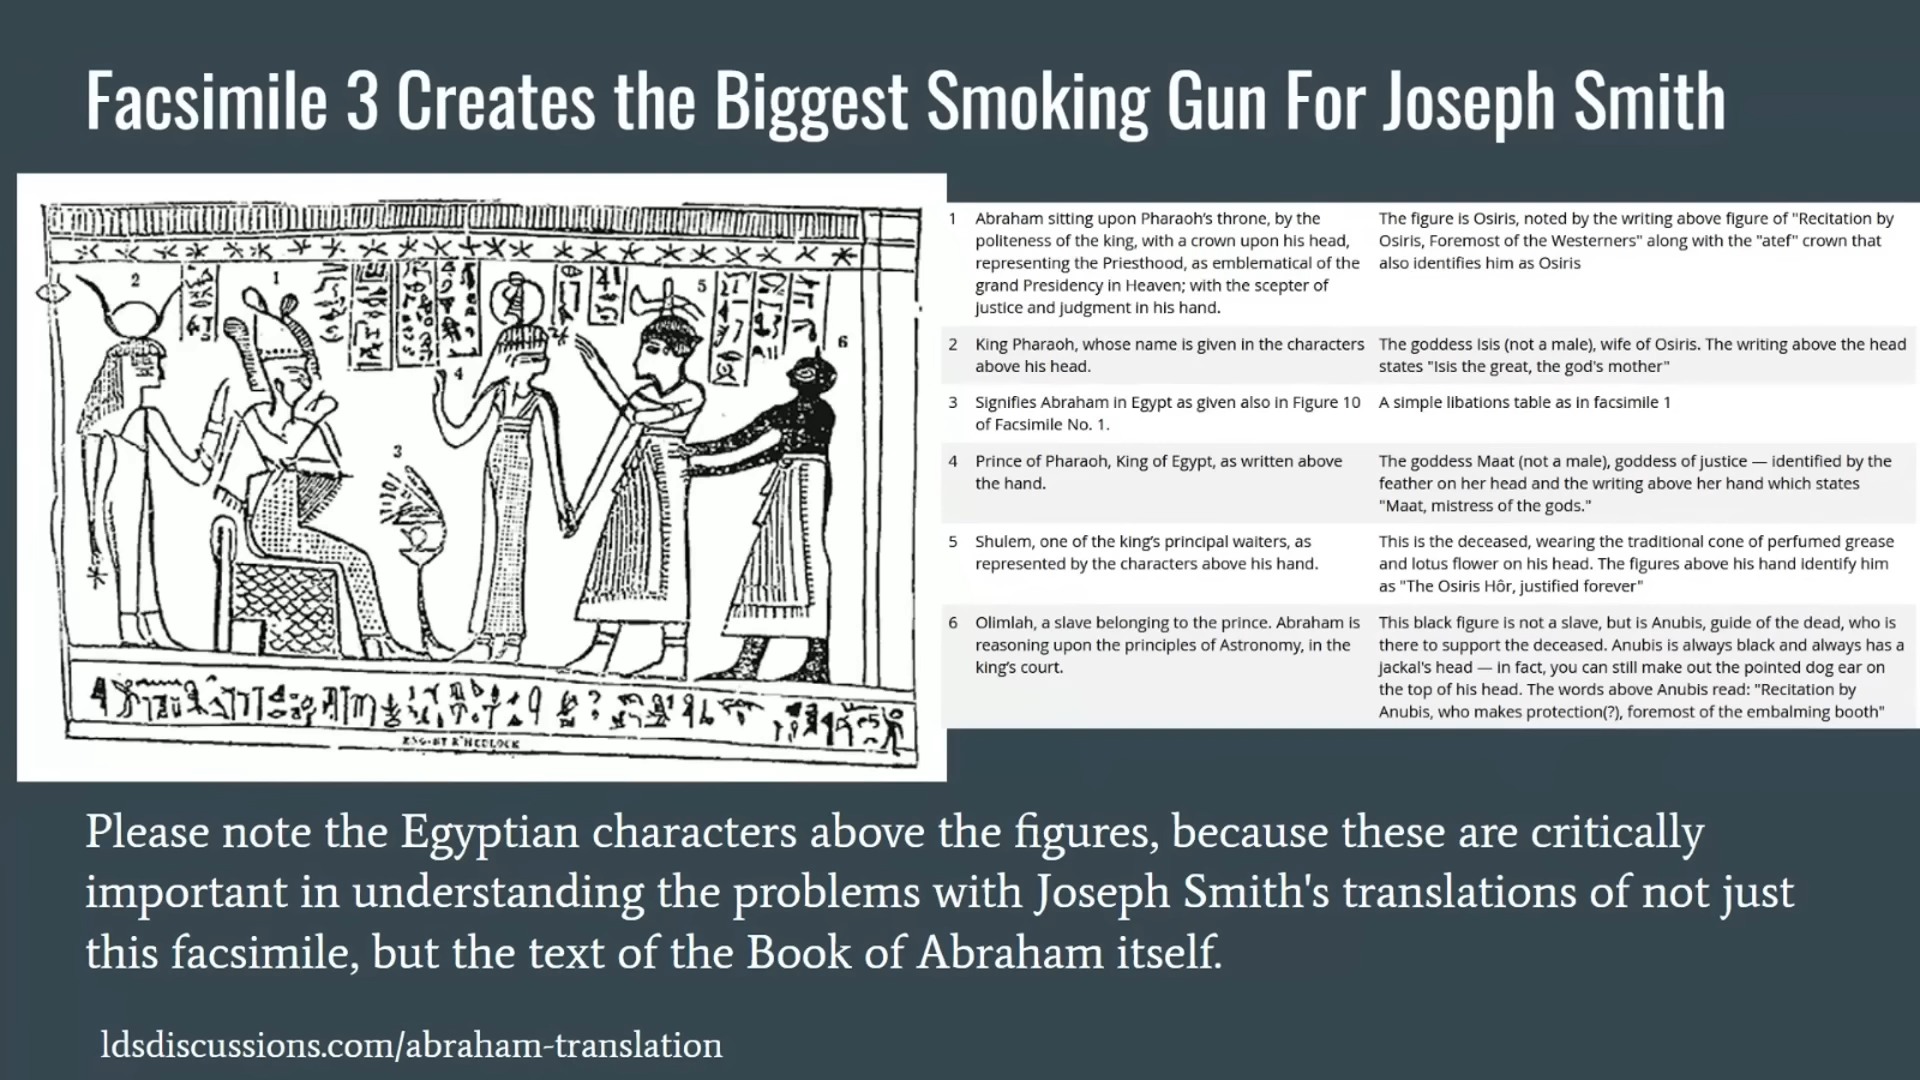 Facsimile 3 Creates the Biggest Smoking Gun For Joseph Smith
2
1
5
6
4
3
1 Abraham sitting upon Pharaoh's throne, by the
politeness of the king, with a crown upon his head,
representing the Priesthood, as emblematical of the
grand Presidency in Heaven; with the scepter of
justice and judgment in his hand.
The figure is Osiris, noted by the writing above figure of "Recitation by
Osiris, Foremost of the Westerners" along with the "atef" crown that
also identifies him as Osiris
2 King Pharaoh, whose name is given in the characters
above his head.
The goddess Isis (not a male), wife of Osiris. The writing above the head
states "Isis the great, the god's mother"
3 Signifies Abraham in Egypt as given also in Figure 10
of Facsimile No. 1.
A simple libations table as in facsimile 1
4 Prince of Pharaoh, King of Egypt, as written above
the hand.
The goddess Maat (not a male), goddess of justice — identified by the
feather on her head and the writing above her hand which states
"Maat, mistress of the gods."
5 Shulem, one of the king's principal waiters, as
represented by the characters above his hand.
This is the deceased, wearing the traditional cone of perfumed grease
and lotus flower on his head. The figures above his hand identify him
as "The Osiris Hôr, justified forever"
6 Olimlah, a slave belonging to the prince. Abraham is
reasoning upon the principles of Astronomy, in the
king's court.
This black figure is not a slave, but is Anubis, guide of the dead, who is
there to support the deceased. Anubis is always black and always has a
jackal's head — in fact, you can still make out the pointed dog ear on
the top of his head. The words above Anubis read: "Recitation by
Anubis, who makes protection(?), foremost of the embalming booth"
Please note the Egyptian characters above the figures, because these are critically
important in understanding the problems with Joseph Smith's translations of not just
this facsimile, but the text of the Book of Abraham itself.
ldsdiscussions.com/abraham-translation